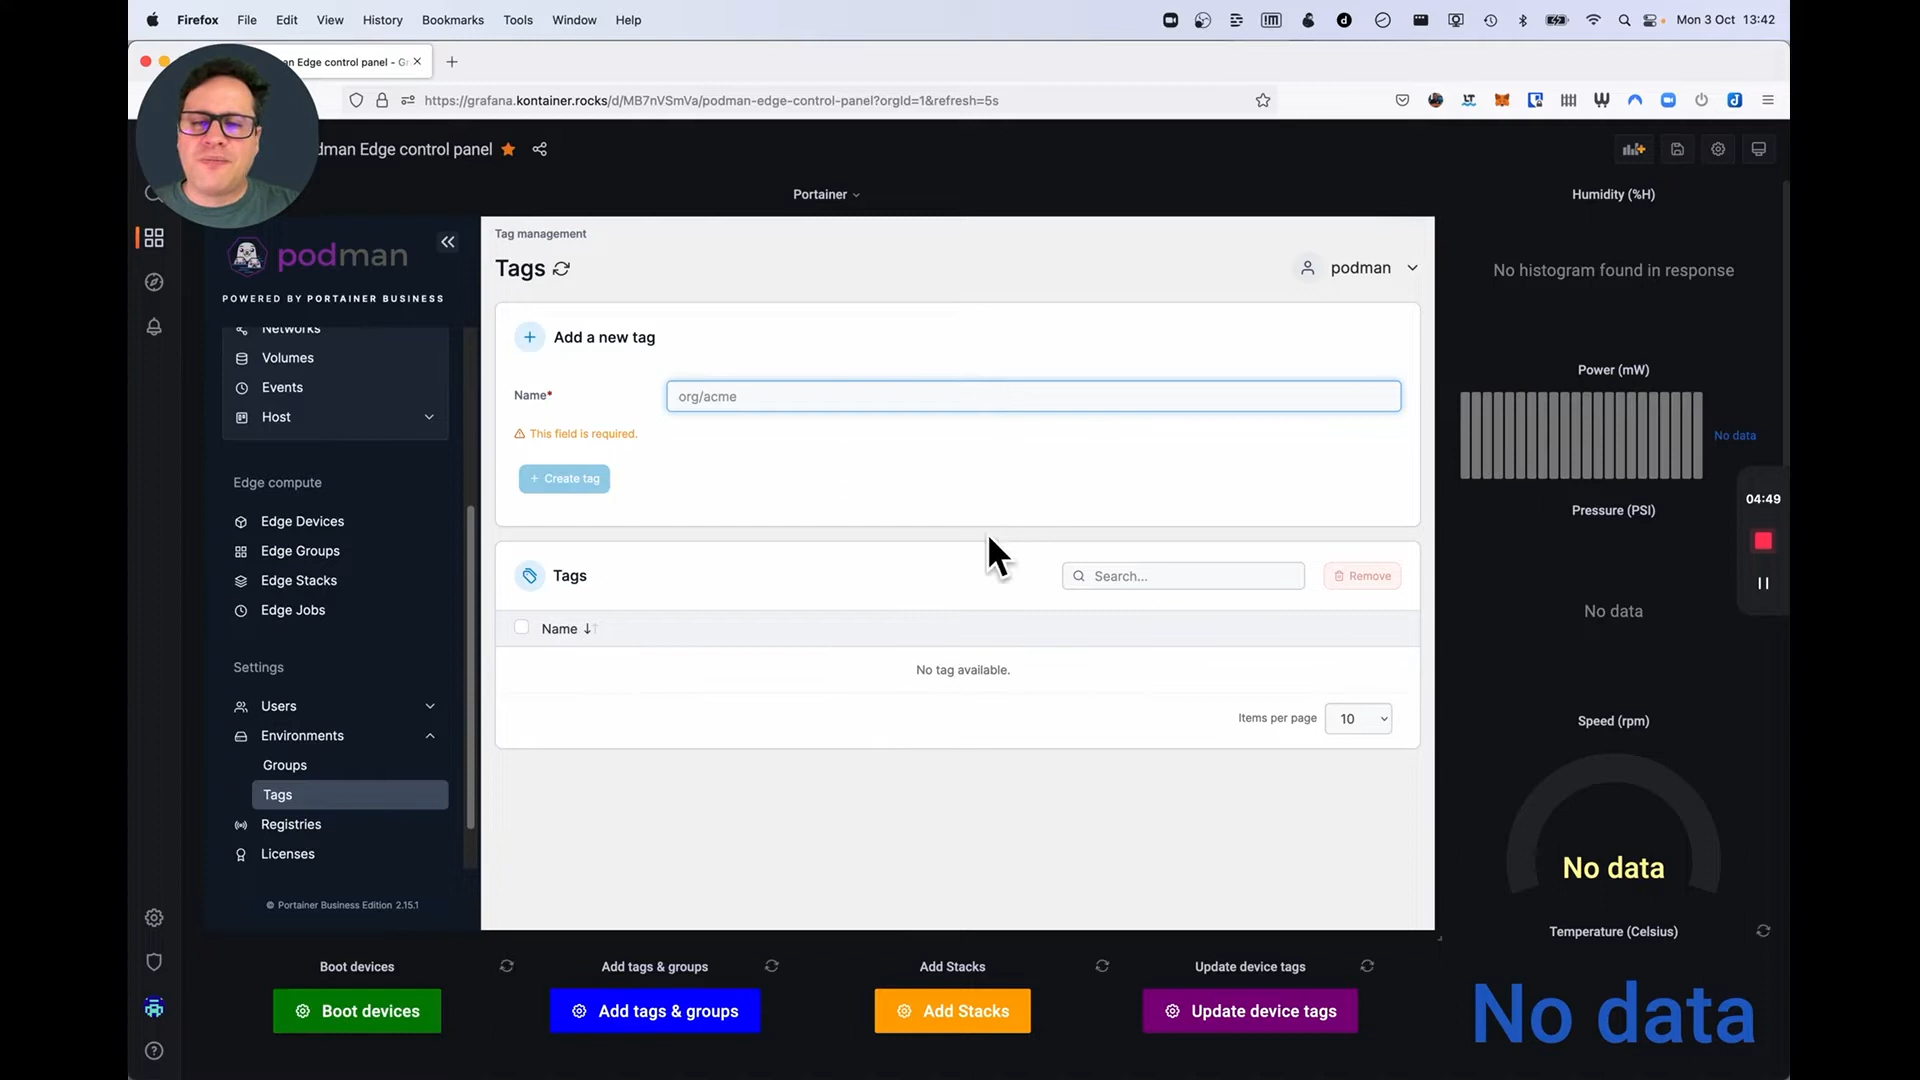 Firefox File Edit View History Bookmarks Tools Window Help
Mon 3 Oct 13:42
an Edge control panel - Gr
https://grafana.kontainer.rocks/d/MB7nVSmVa/podman-edge-control-panel?orgId=1&refresh=5s
dman Edge control panel
Portainer
Humidity (%H)
podman
POWERED BY PORTAINER BUSINESS
Networks
Volumes
Events
Host
Edge compute
Edge Devices
Edge Groups
Edge Stacks
Edge Jobs
Settings
Users
Environments
Groups
Tags
Registries
Licenses
© Portainer Business Edition 2.15.1
Tag management
Tags
podman
Add a new tag
Name*
org/acme
This field is required.
+ Create tag
Tags
Search...
Remove
Name
No tag available.
Items per page 10
No histogram found in response
Power (mW)
No data
Pressure (PSI)
04:49
No data
Speed (rpm)
No data
Temperature (Celsius)
No data
Boot devices
Add tags & groups
Add Stacks
Update device tags
Boot devices
Add tags & groups
Add Stacks
Update device tags